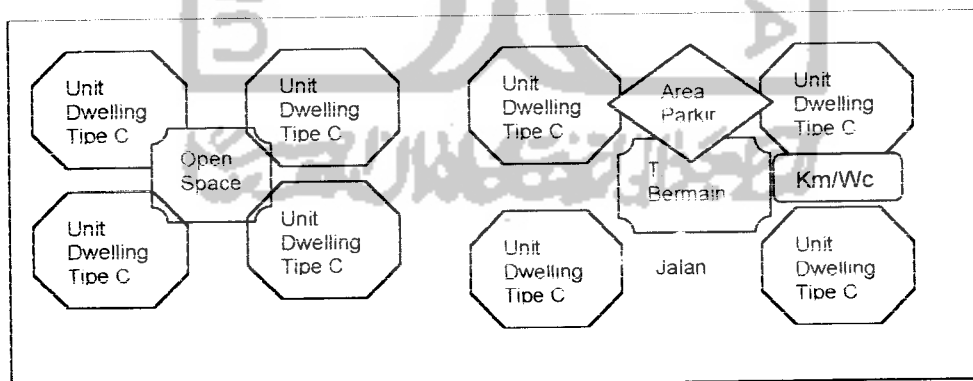 Unit
Dwelling
Tipe C
Unit
Dwelling
Tipe C
Open
Space
Unit
Dwelling
Tipe C
Unit
Dwelling
Tipe C
Unit
Dwelling
Tipe C
Area
Parkir
Unit
Dwelling
Tipe C
T
Bermain
Km/Wc
Unit
Dwelling
Tipe C
Jalan
Unit
Dwelling
Tipe C